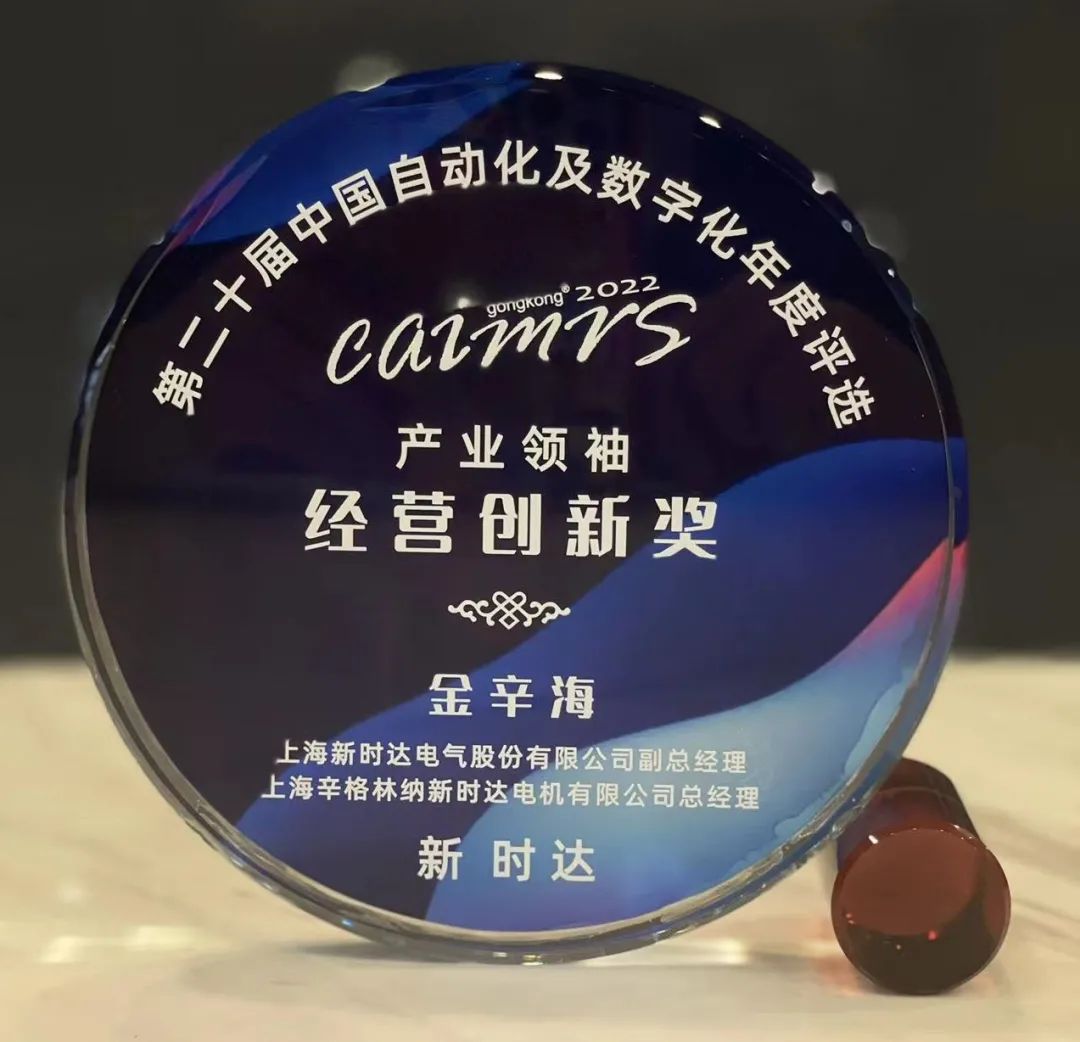 第二十届中国自动化及数字化年度评选
gongkong® 2022
caimrs
产业领袖
经营创新奖
金辛海
上海新时达电气股份有限公司副总经理
上海辛格林纳新时达电机有限公司总经理
新时达